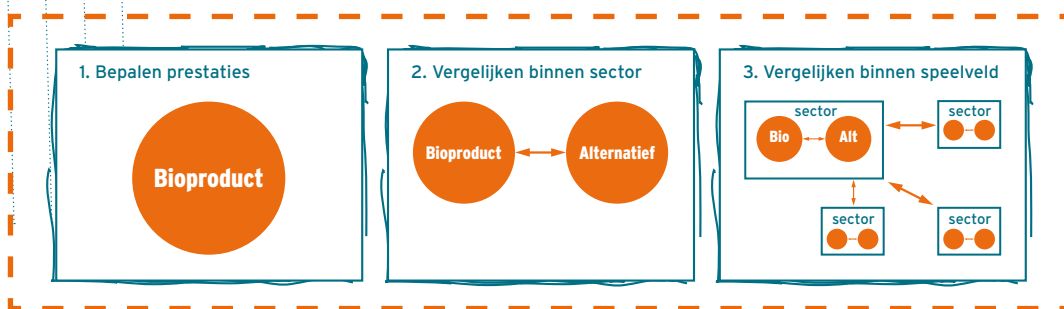 1. Bepalen prestaties
Bioproduct
2. Vergelijken binnen sector
Bioproduct
Alternatief
3. Vergelijken binnen speelveld
sector
Bio
Alt
sector
sector
sector